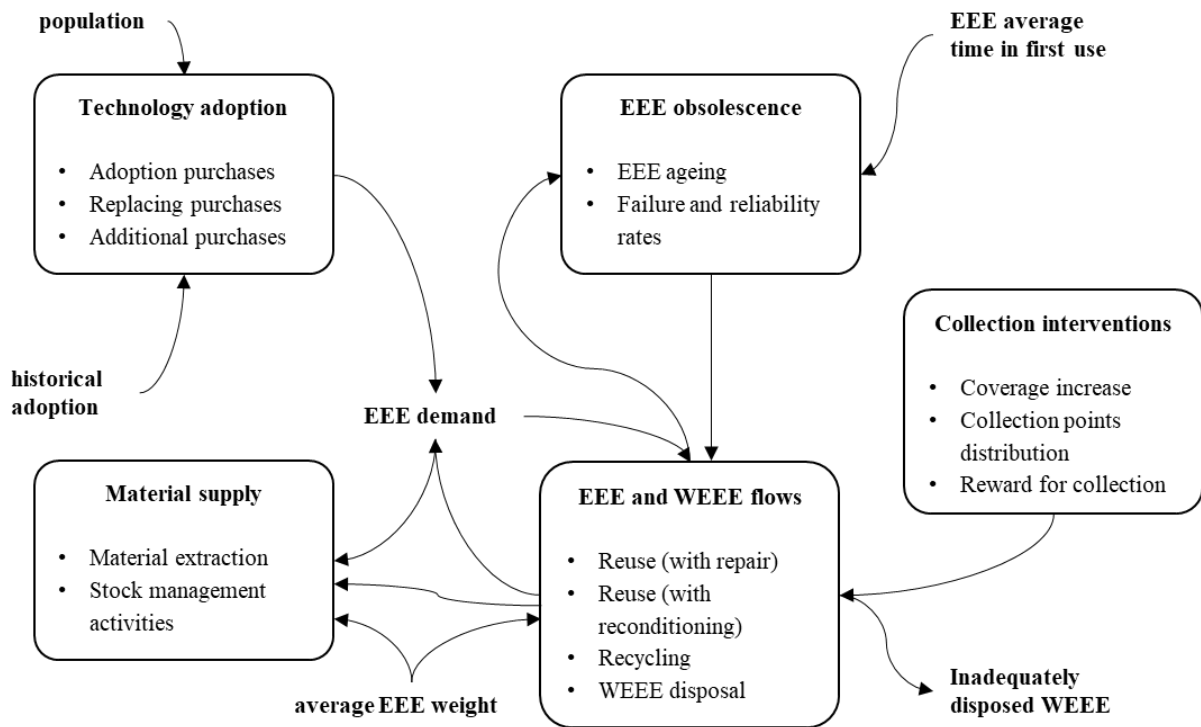 population
EEE average
time in first use
Technology adoption
• Adoption purchases
• Replacing purchases
• Additional purchases
EEE obsolescence
• EEE ageing
• Failure and reliability
rates
Collection interventions
• Coverage increase
• Collection points
distribution
• Reward for collection
historical
adoption
EEE demand
Material supply
• Material extraction
• Stock management
activities
EEE and WEEE flows
• Reuse (with repair)
• Reuse (with
reconditioning)
• Recycling
• WEEE disposal
average EEE weight
Inadequately
disposed WEEE